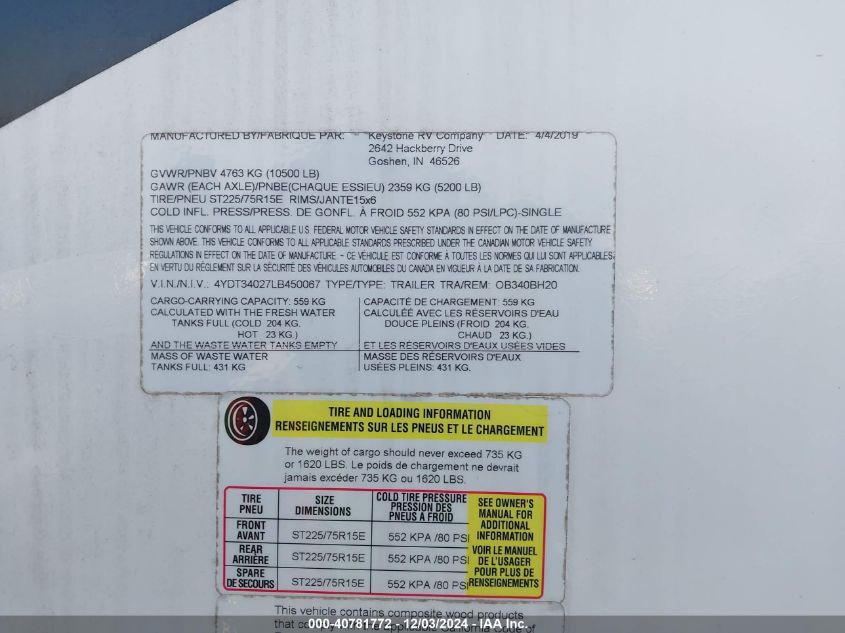 MANUFACTURED BY/FABRIQUE PAR: Keystone RV Company DATE: 4/4/2019
2642 Hackberry Drive
Goshen, IN 46526
GVWR/PNBV 4763 KG (10500 LB)
GAWR (EACH AXLE)/PNBE(CHAQUE ESSIEU) 2359 KG (5200 LB)
TIRE/PNEU ST225/75R15E RIMS/JANTE15x6
COLD INFL. PRESS/PRESS. DE GONFL. À FROID 552 KPA (80 PSI/LPC)-SINGLE
THIS VEHICLE CONFORMS TO ALL APPLICABLE U.S. FEDERAL MOTOR VEHICLE SAFETY STANDARDS IN EFFECT ON THE DATE OF MANUFACTURE
SHOWN ABOVE. THIS VEHICLE CONFORMS TO ALL APPLICABLE STANDARDS PRESCRIBED UNDER THE CANADIAN MOTOR VEHICLE SAFETY
REGULATIONS IN EFFECT ON THE DATE OF MANUFACTURE. - CE VÉHICULE EST CONFORME A TOUTES LES NORMES QUI LUI SONT APPLICABLES
EN VERTU DU RÈGLEMENT SUR LA SÉCURITÉ DES VÉHICULES AUTOMOBILES DU CANADA EN VIGUEUR À LA DATE DE SA FABRICATION.
V.I.N./N.I.V.: 4YDT34027LB450067 TYPE/TYPE: TRAILER TRA/REM: OB340BH20
CARGO-CARRYING CAPACITY: 559 KG
CALCULATED WITH THE FRESH WATER
TANKS FULL (COLD 204 KG.
HOT 23 KG.)
AND THE WASTE WATER TANKS EMPTY
MASS OF WASTE WATER
TANKS FULL: 431 KG
CAPACITÉ DE CHARGEMENT: 559 KG
CALCULÉE AVEC LES RÉSERVOIRS D'EAU
DOUCE PLEINS (FROID 204 KG.
CHAUD 23 KG.)
ET LES RÉSERVOIRS D'EAUX USÉES VIDES
MASSE DES RÉSERVOIRS D'EAUX
USÉES PLEINS: 431 KG.
TIRE AND LOADING INFORMATION
RENSEIGNEMENTS SUR LES PNEUS ET LE CHARGEMENT
The weight of cargo should never exceed 735 KG
or 1620 LBS. Le poids de chargement ne devrait
jamais excéder 735 KG ou 1620 LBS.
TIRE
PNEU
SIZE
DIMENSIONS
COLD TIRE PRESSURE
PRESSION DES
PNEUS A FROID
FRONT
AVANT
ST225/75R15E 552 KPA /80 PSI
REAR
ARRIÈRE
ST225/75R15E 552 KPA /80 PSI
SPARE
DE SECOURS
ST225/75R15E 552 KPA /80 PSI
SEE OWNER'S
MANUAL FOR
ADDITIONAL
INFORMATION
VOIR LE MANUEL
DE L'USAGER
POUR PLUS DE
RENSEIGNEMENTS
This vehicle contains composite wood products
000-40781772 - 12/03/2024 - IAA Inc.